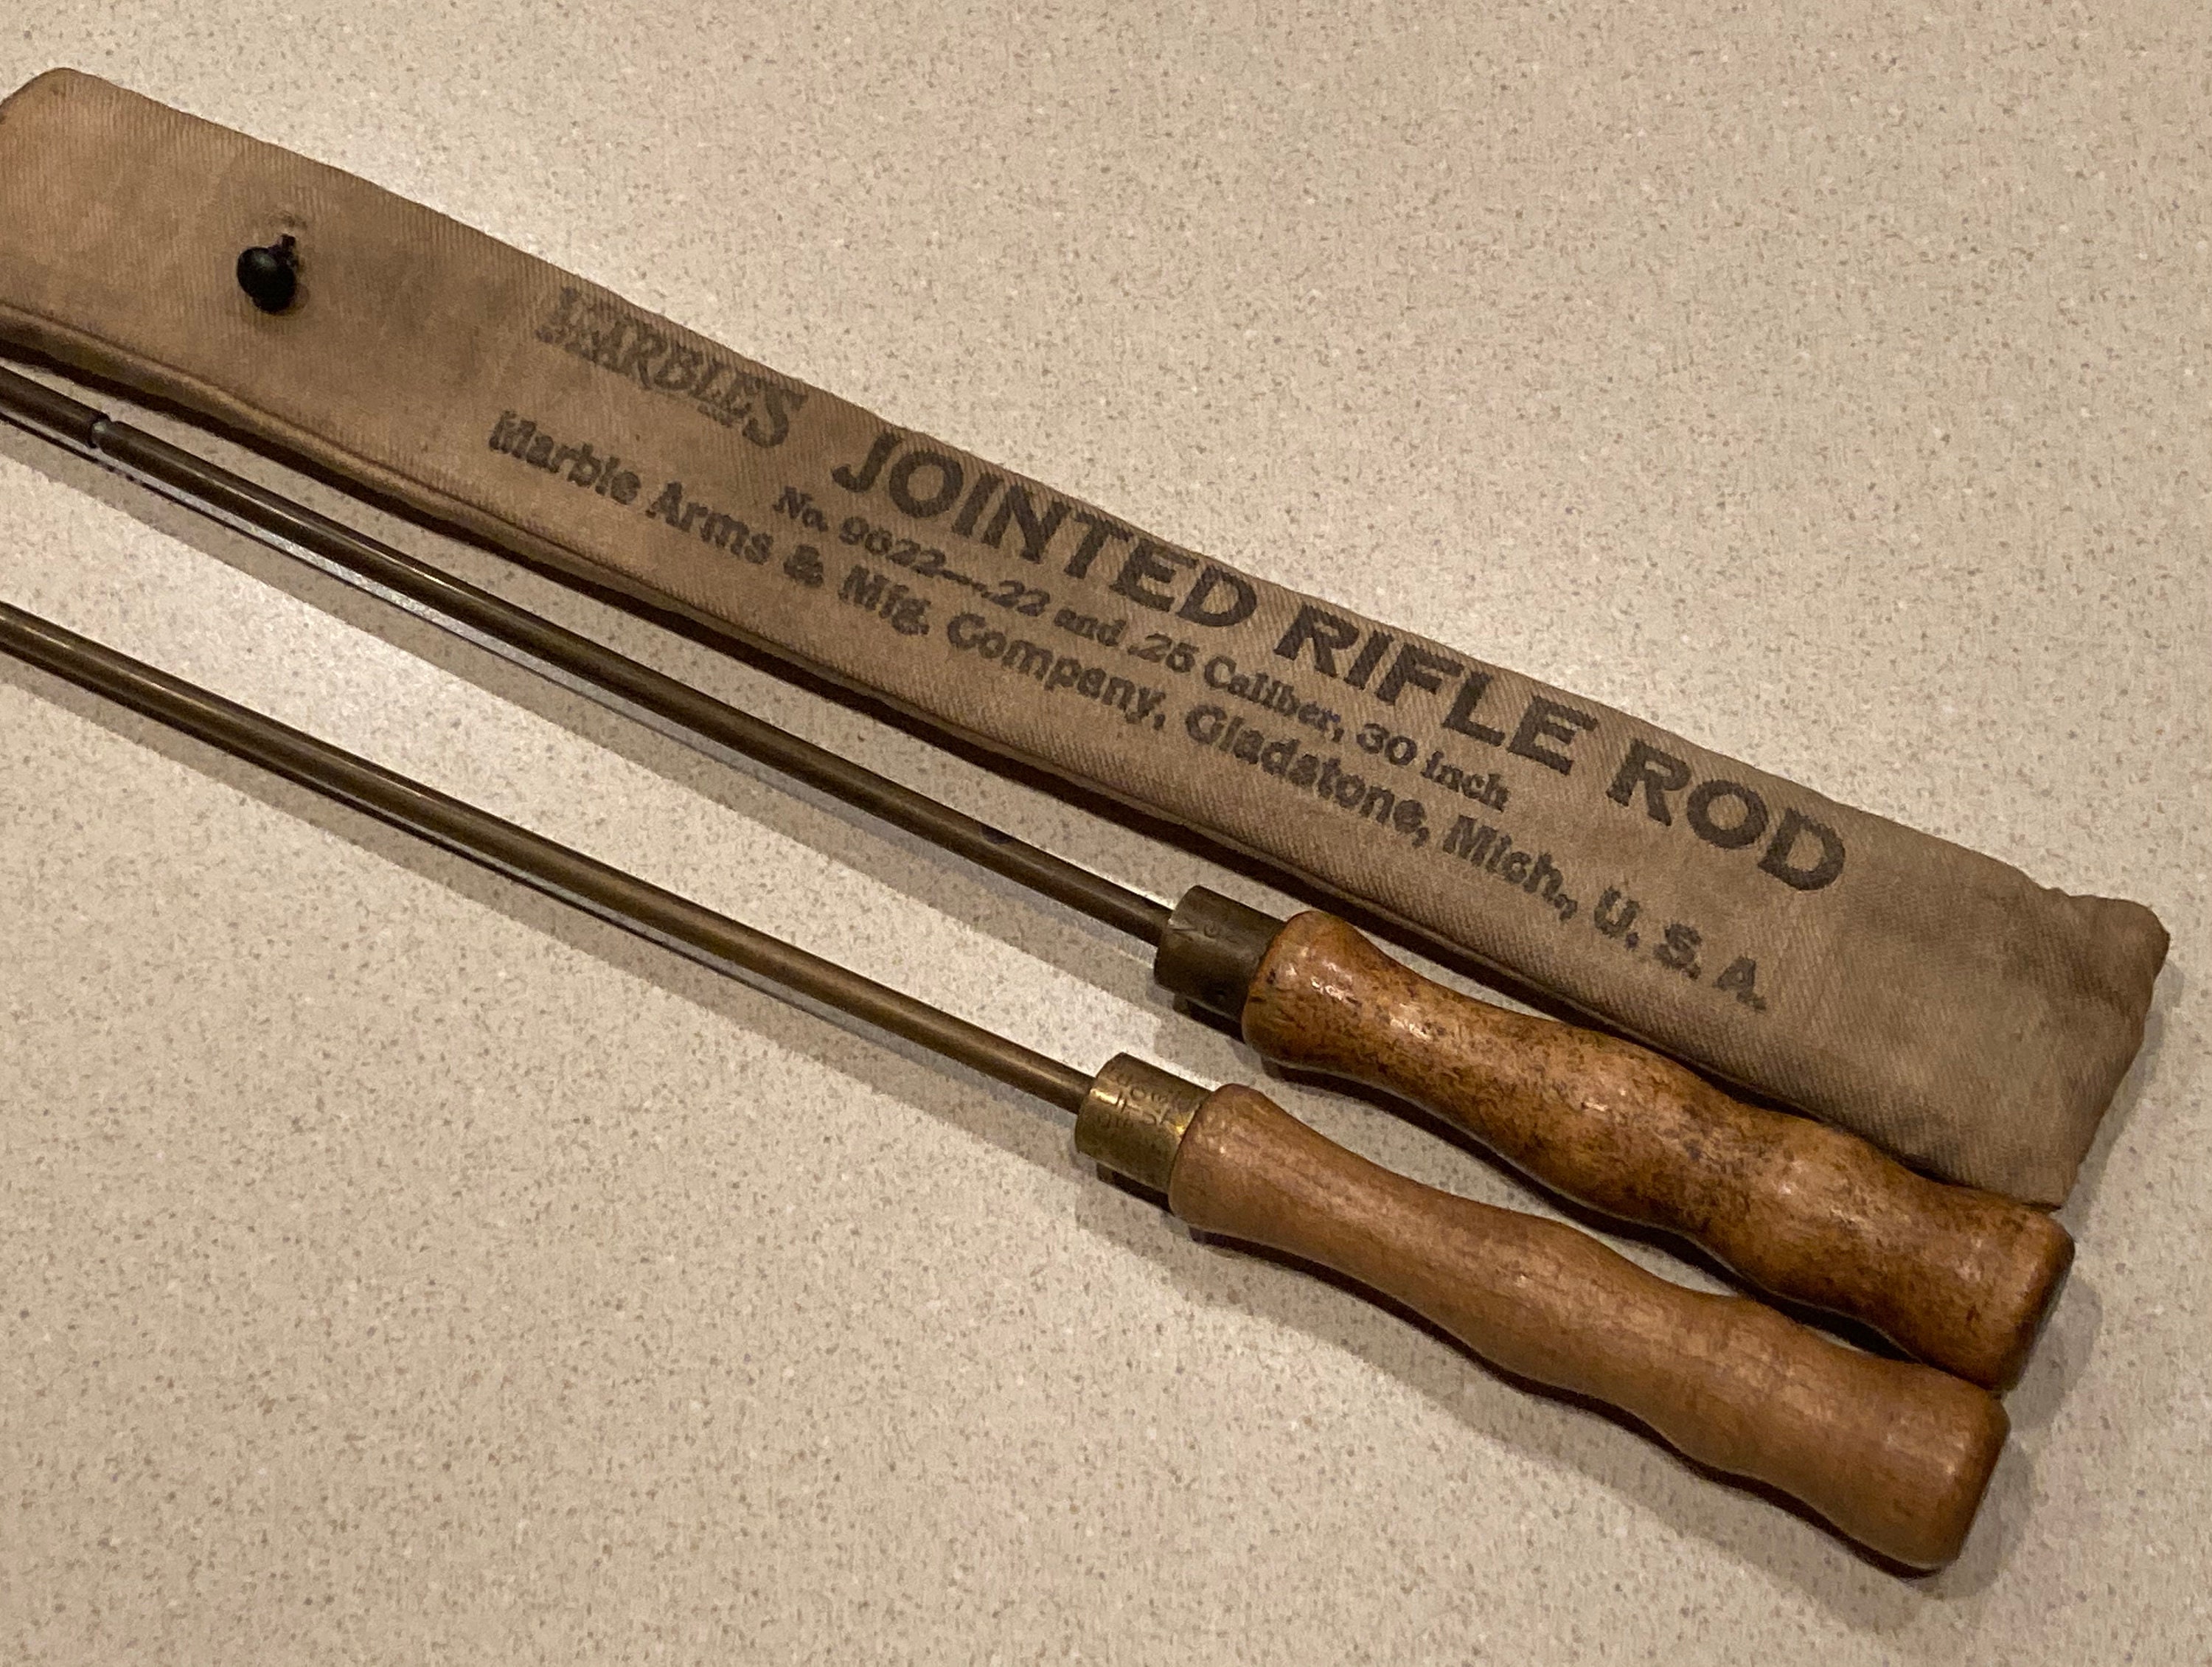 MARBLE'S JOINTED RIFLE ROD
No. 9622—.22 and .25 Caliber, 30 inch
Marble Arms & Mfg. Company, Gladstone, Mich., U. S. A.